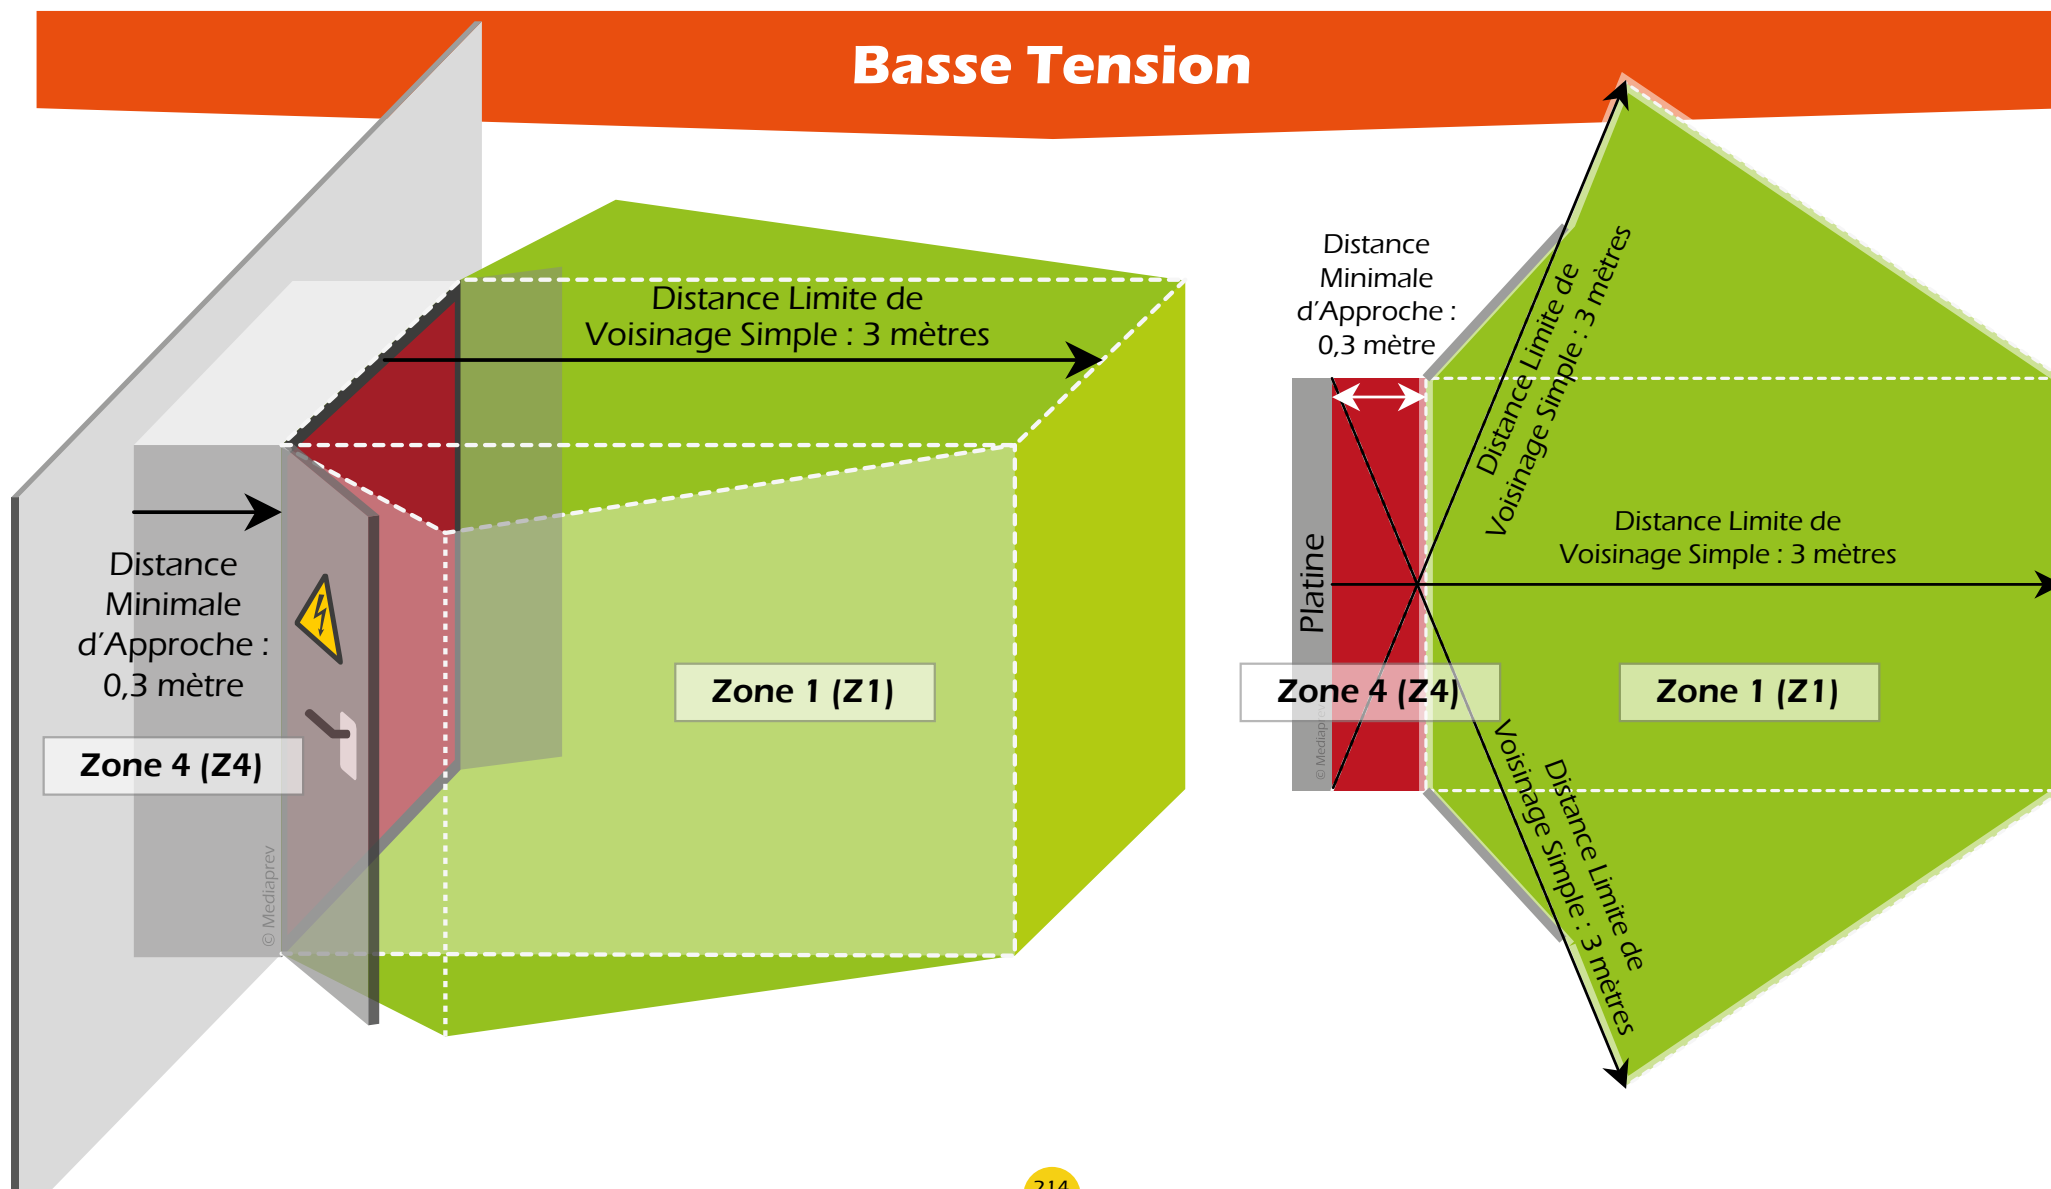 Basse Tension
Distance Limite de
Voisinage Simple : 3 mètres
Distance
Minimale
d'Approche :
0,3 mètre
Zone 4 (Z4)
Zone 1 (Z1)
© Mediaprev
Distance
Minimale
d'Approche :
0,3 mètre
Distance Limite de
Voisinage Simple : 3 mètres
Distance Limite de
Voisinage Simple : 3 mètres
Platine
Zone 4 (Z4)
Zone 1 (Z1)
© Mediaprev
Distance Limite de
Voisinage Simple : 3 mètres
214